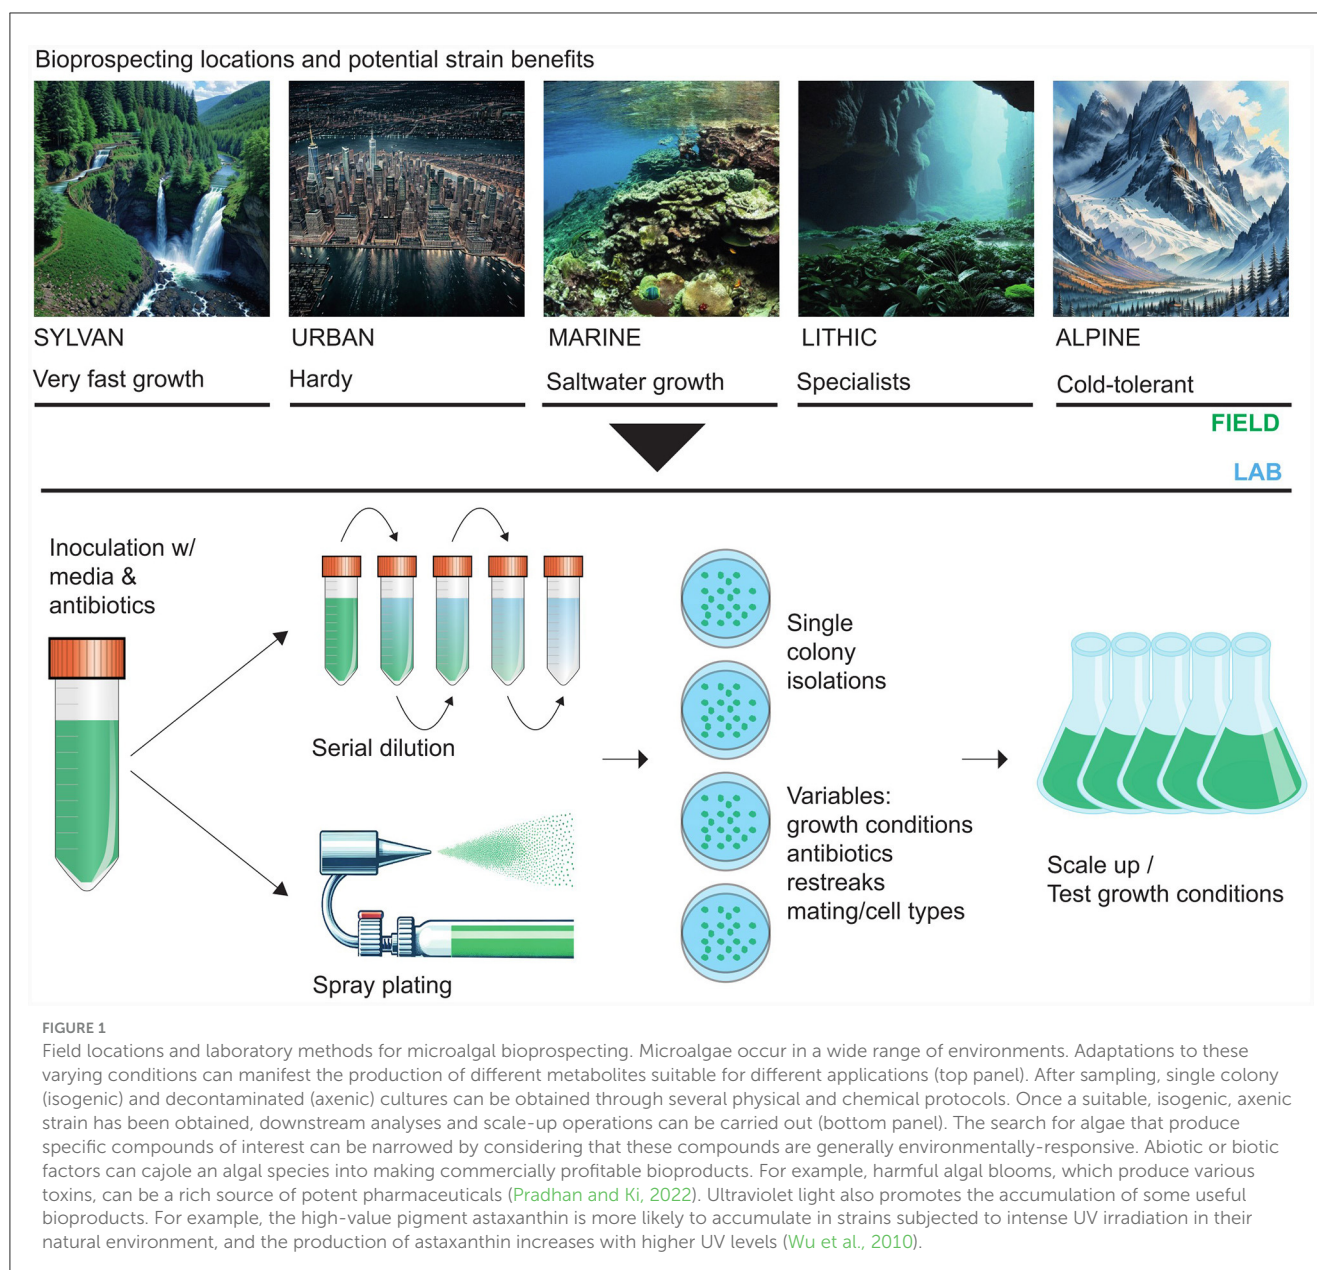 Bioprospecting locations and potential strain benefits
SYLVAN
Very fast growth
URBAN
Hardy
MARINE
Saltwater growth
LITHIC
Specialists
ALPINE
Cold-tolerant
FIELD
LAB
Inoculation w/
media &
antibiotics
Serial dilution
Spray plating
Single
colony
isolations
Variables:
growth conditions
antibiotics
restreaks
mating/cell types
Scale up /
Test growth conditions
FIGURE 1
Field locations and laboratory methods for microalgal bioprospecting. Microalgae occur in a wide range of environments. Adaptations to these
varying conditions can manifest the production of different metabolites suitable for different applications (top panel). After sampling, single colony
(isogenic) and decontaminated (axenic) cultures can be obtained through several physical and chemical protocols. Once a suitable, isogenic, axenic
strain has been obtained, downstream analyses and scale-up operations can be carried out (bottom panel). The search for algae that produce
specific compounds of interest can be narrowed by considering that these compounds are generally environmentally-responsive. Abiotic or biotic
factors can cajole an algal species into making commercially profitable bioproducts. For example, harmful algal blooms, which produce various
toxins, can be a rich source of potent pharmaceuticals (Pradhan and Ki, 2022). Ultraviolet light also promotes the accumulation of some useful
bioproducts. For example, the high-value pigment astaxanthin is more likely to accumulate in strains subjected to intense UV irradiation in their
natural environment, and the production of astaxanthin increases with higher UV levels (Wu et al., 2010).